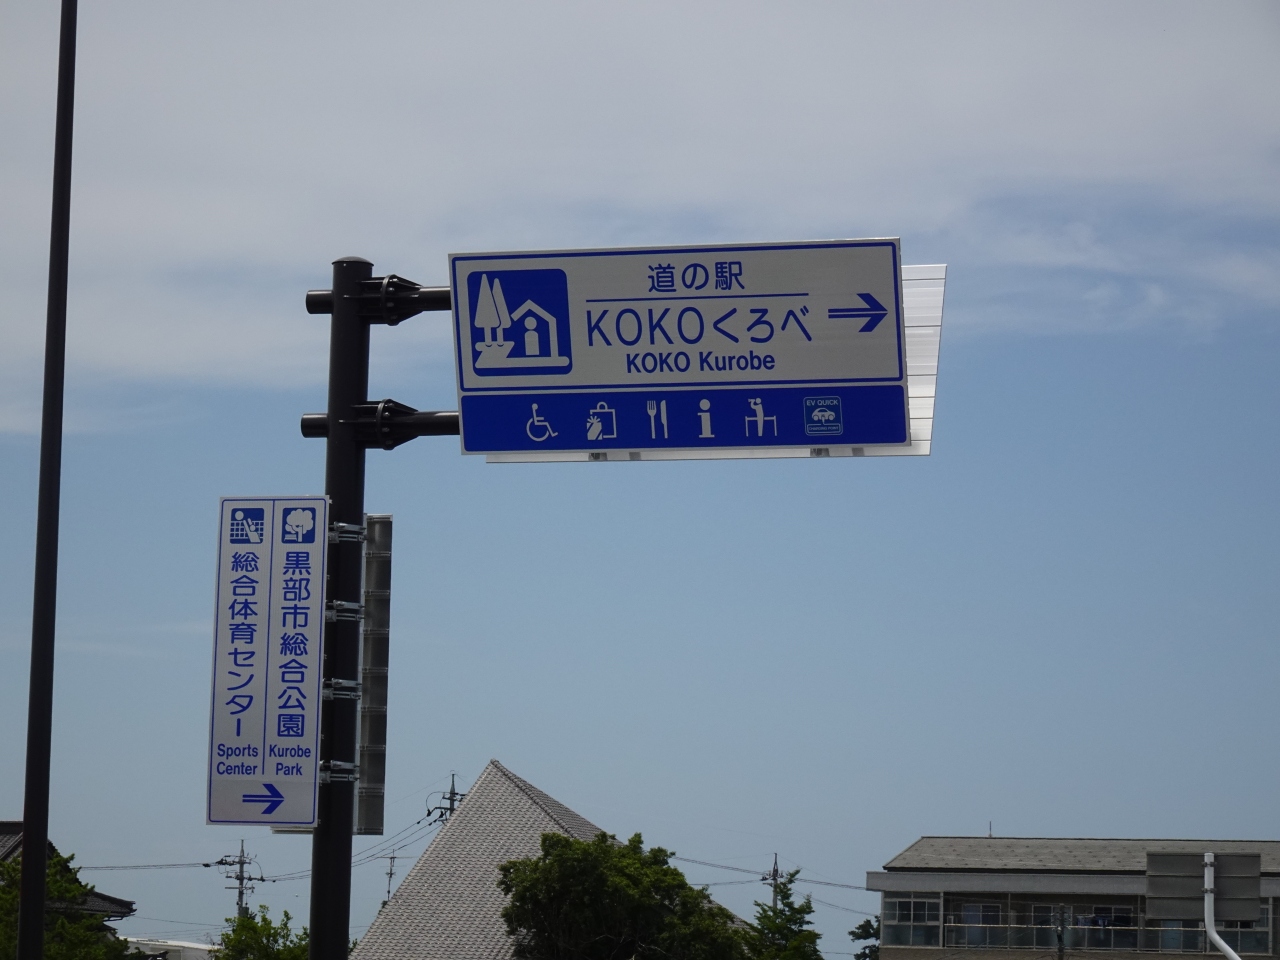 道の駅
KOKOくろべ
KOKO Kurobe
EV QUICK
黒部市総合公園
Kurobe
Park
総合体育センター
Sports
Center